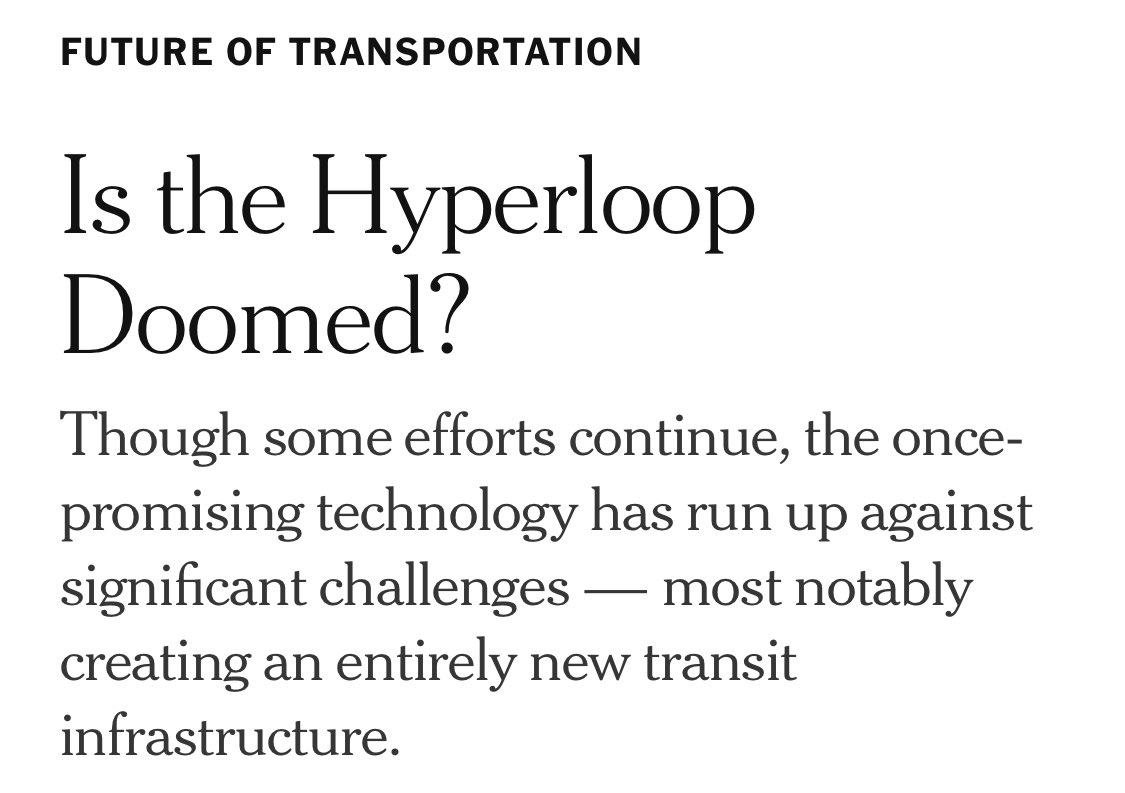 FUTURE OF TRANSPORTATION
Is the Hyperloop
Doomed?
Though some efforts continue, the once-
promising technology has run up against
significant challenges — most notably
creating an entirely new transit
infrastructure.